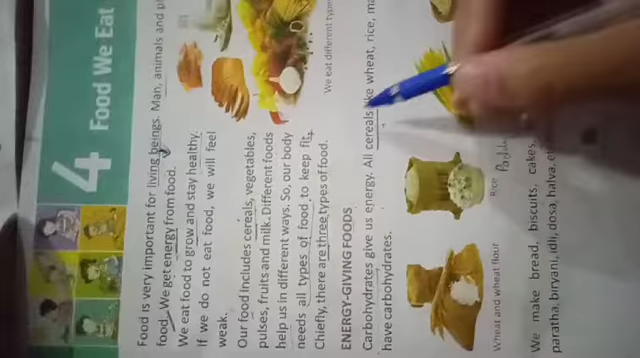 4 Food We Eat
Food is very important for living beings. Man, animals and
food. We get energy from food.
We eat food to grow and stay healthy.
If we do not eat food, we will feel
weak.
Our food includes cereals, vegetables,
pulses, fruits and milk. Different foods
help us in different ways. So, our body
needs all types of food to keep fit.
Chiefly, there are three types of food.
We eat different types
ENERGY-GIVING FOODS
Carbohydrates give us energy. All cereals like wheat, rice,
have carbohydrates.
Wheat and wheat flour
Rice
We make bread, biscuits, cakes,
paratha, biryani, idli, dosa, halva,